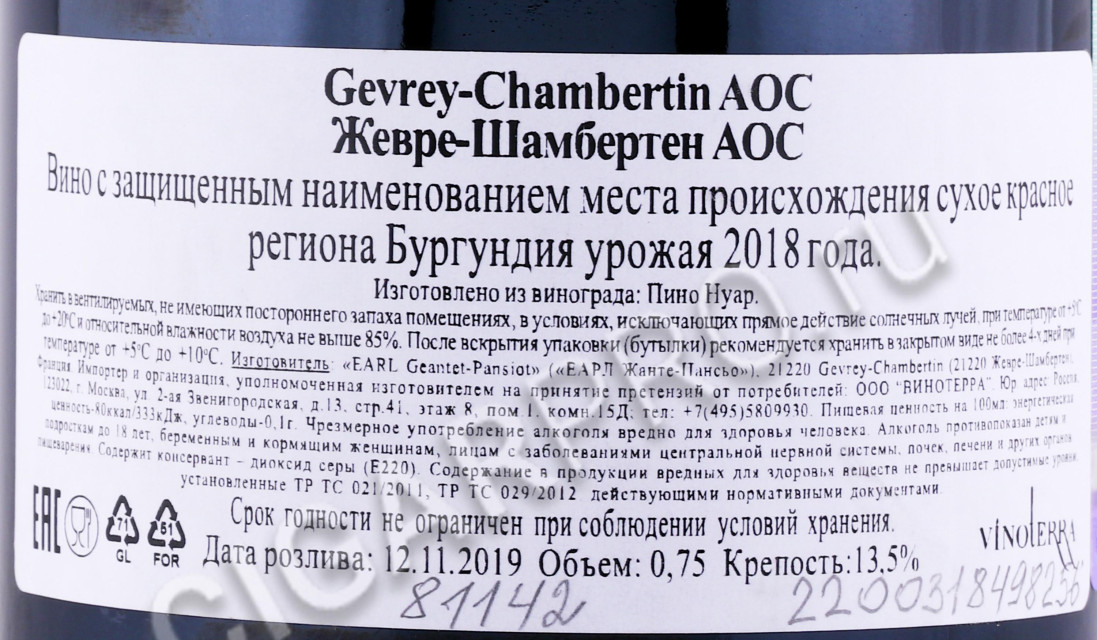 Gevrey-Chambertin AOC
Жевре-Шамбертен АОС
Вино с защищенным наименованием места происхождения сухое красное
региона Бургундия урожая 2018 года.
Изготовлено из винограда: Пино Нуар.
Хранить в вентилируемых, не имеющих постороннего запаха помещениях, в условиях, исключающих прямое действие солнечных лучей, при температуре от +5°С
до +20°С и относительной влажности воздуха не выше 85%. После вскрытия упаковки (бутылки) рекомендуется хранить в закрытом виде не более 4-х дней при
температуре от +5°С до +10°С. Изготовитель: «EARL Geantet-Pansiot» («ЕАРЛ Жанте-Пансьо»), 21220 Gevrey-Chambertin (21220 Жевре-Шамбертен),
Франция Импортер и организация, уполномоченная изготовителем на принятие претензий от потребителей: ООО "ВИНОТЕРРА" Юр адрес Россия,
123022, г. Москва, ул. 2-ая Звенигородская, д.13, стр.41, этаж 8, пом 1, комн.15Д; тел: +7(495)5809930. Пищевая ценность на 100мл: энергетическая
ценность-80ккал/333кДж, углеводы-0,1г. Чрезмерное употребление алкоголя вредно для здоровья человека. Алкоголь противопоказан детям и
подросткам до 18 лет, беременным и кормящим женщинам, лицам с заболеваниями центральной нервной системы, почек, печени и других органов
пищеварения. Содержит консервант – диоксид серы (Е220). Содержание в продукции вредных для здоровья веществ не превышает допустимые уровни,
установленные ТР ТС 021/2011, ТР ТС 029/2012 действующими нормативными документами.
Срок годности не ограничен при соблюдении условий хранения.
Дата розлива: 12.11.2019 Объем: 0,75 Крепость:13.5%
EAC
71
GL
51
FOR
VINOTERRA
81142
2200318498256
CIGARPRO.ru